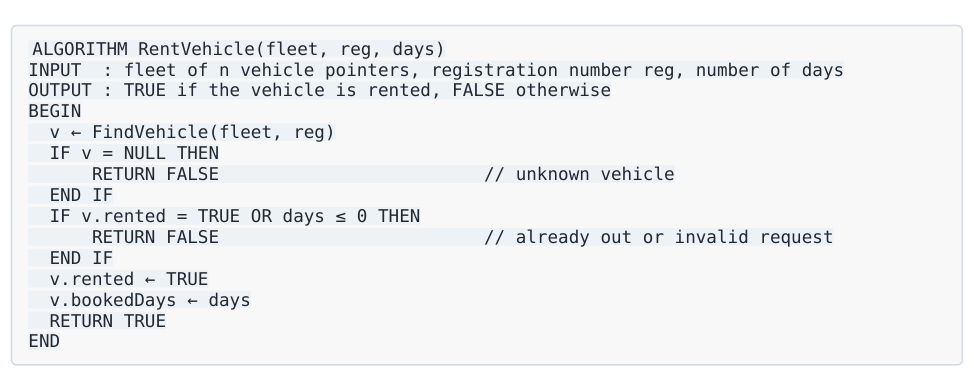 ALGORITHM RentVehicle(fleet, reg, days)
INPUT  : fleet of n vehicle pointers, registration number reg, number of days
OUTPUT : TRUE if the vehicle is rented, FALSE otherwise
BEGIN
  v ← FindVehicle(fleet, reg)
  IF v = NULL THEN
      RETURN FALSE                         // unknown vehicle
  END IF
  IF v.rented = TRUE OR days ≤ 0 THEN
      RETURN FALSE                         // already out or invalid request
  END IF
  v.rented ← TRUE
  v.bookedDays ← days
  RETURN TRUE
END